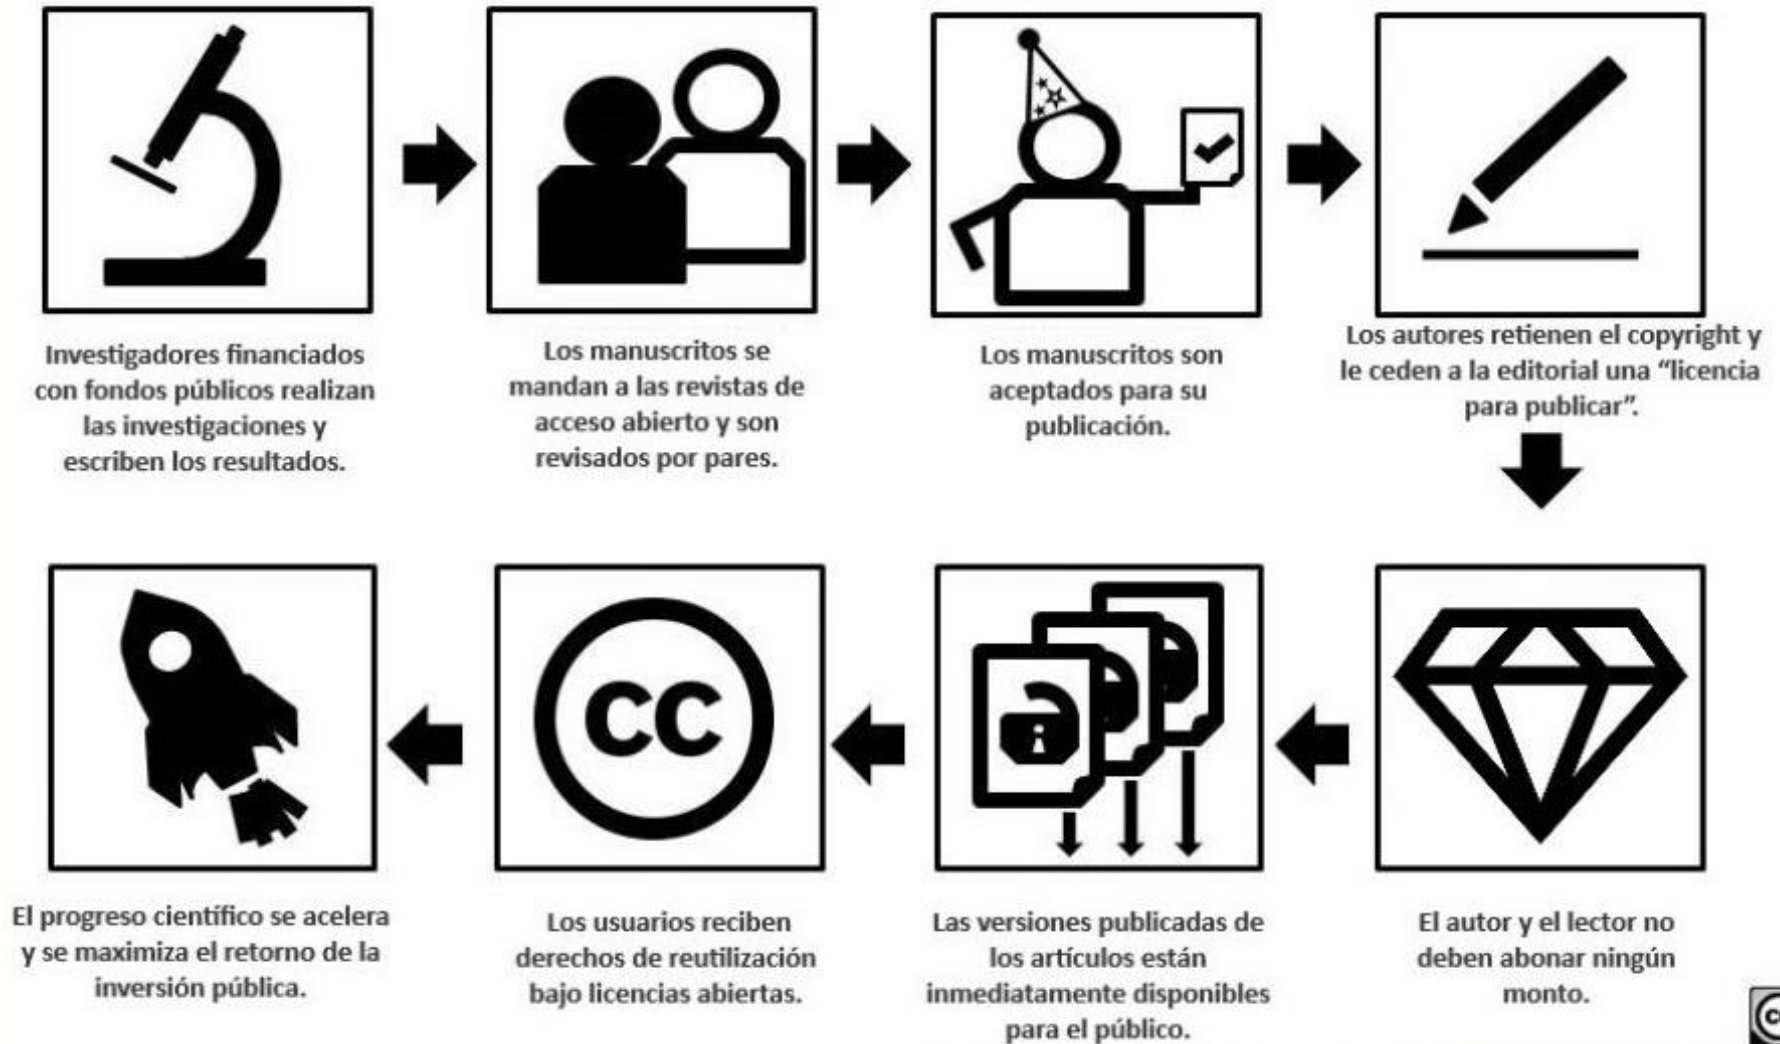 Investigadores financiados
con fondos públicos realizan
las investigaciones y
escriben los resultados.
Los manuscritos se
mandan a las revistas de
acceso abierto y son
revisados por pares.
Los manuscritos son
aceptados para su
publicación.
Los autores retienen el copyright y
le ceden a la editorial una “licencia
para publicar”.
El autor y el lector no
deben abonar ningún
monto.
Las versiones publicadas de
los artículos están
inmediatamente disponibles
para el público.
cc
Los usuarios reciben
derechos de reutilización
bajo licencias abiertas.
El progreso científico se acelera
y se maximiza el retorno de la
inversión pública.